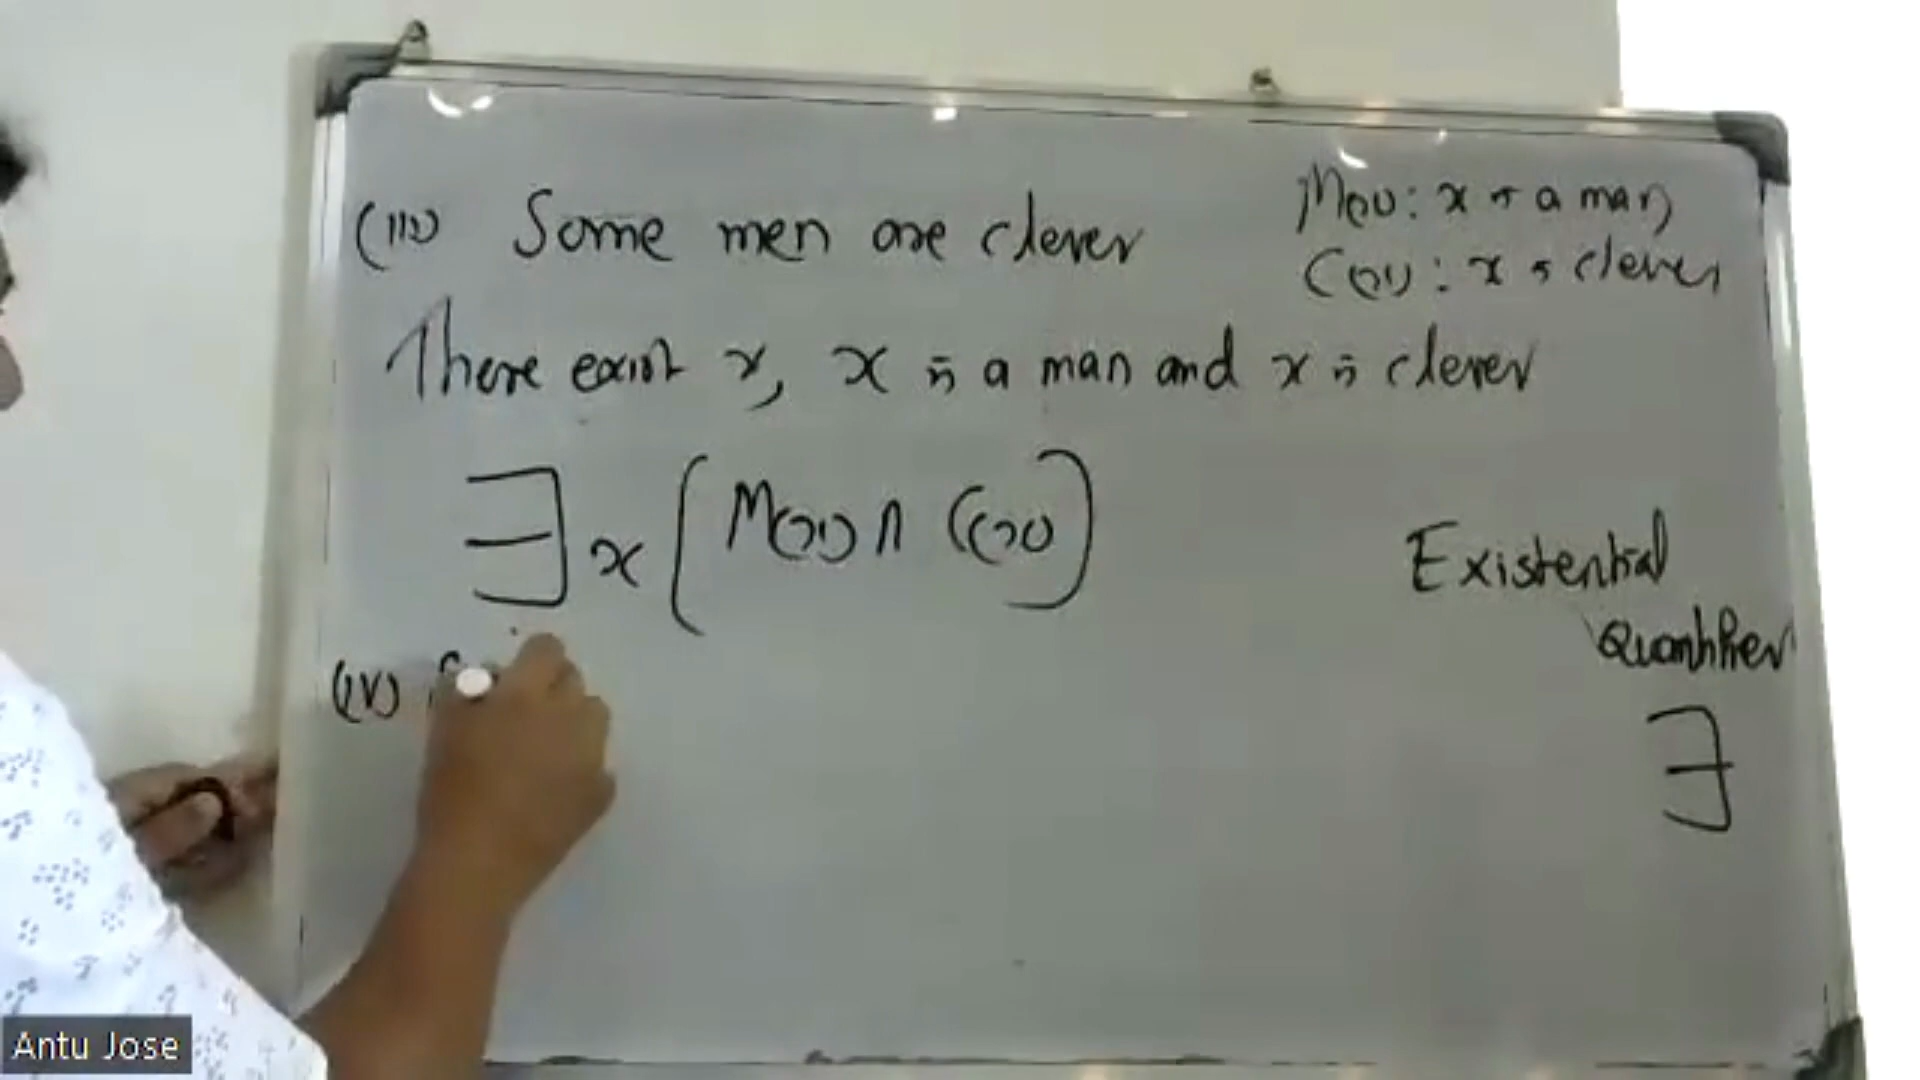 (iii) Some men are clever
M(x) : x is a man
C(x) : x is clever
There exist x, x is a man and x is clever
∃x [M(x) ∧ C(x)]
Existential
Quantifier
∃
(iv)
Antu Jose